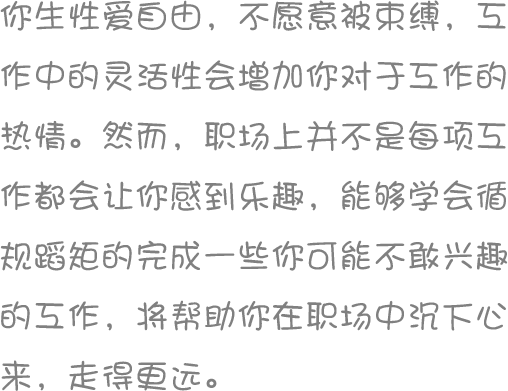 你生性爱自由，不愿意被束缚，工
作中的灵活性会增加你对于工作的
热情。然而，职场上并不是每项工
作都会让你感到乐趣，能够学会循
规蹈矩的完成一些你可能不敢兴趣
的工作，将帮助你在职场中沉下心
来，走得更远。